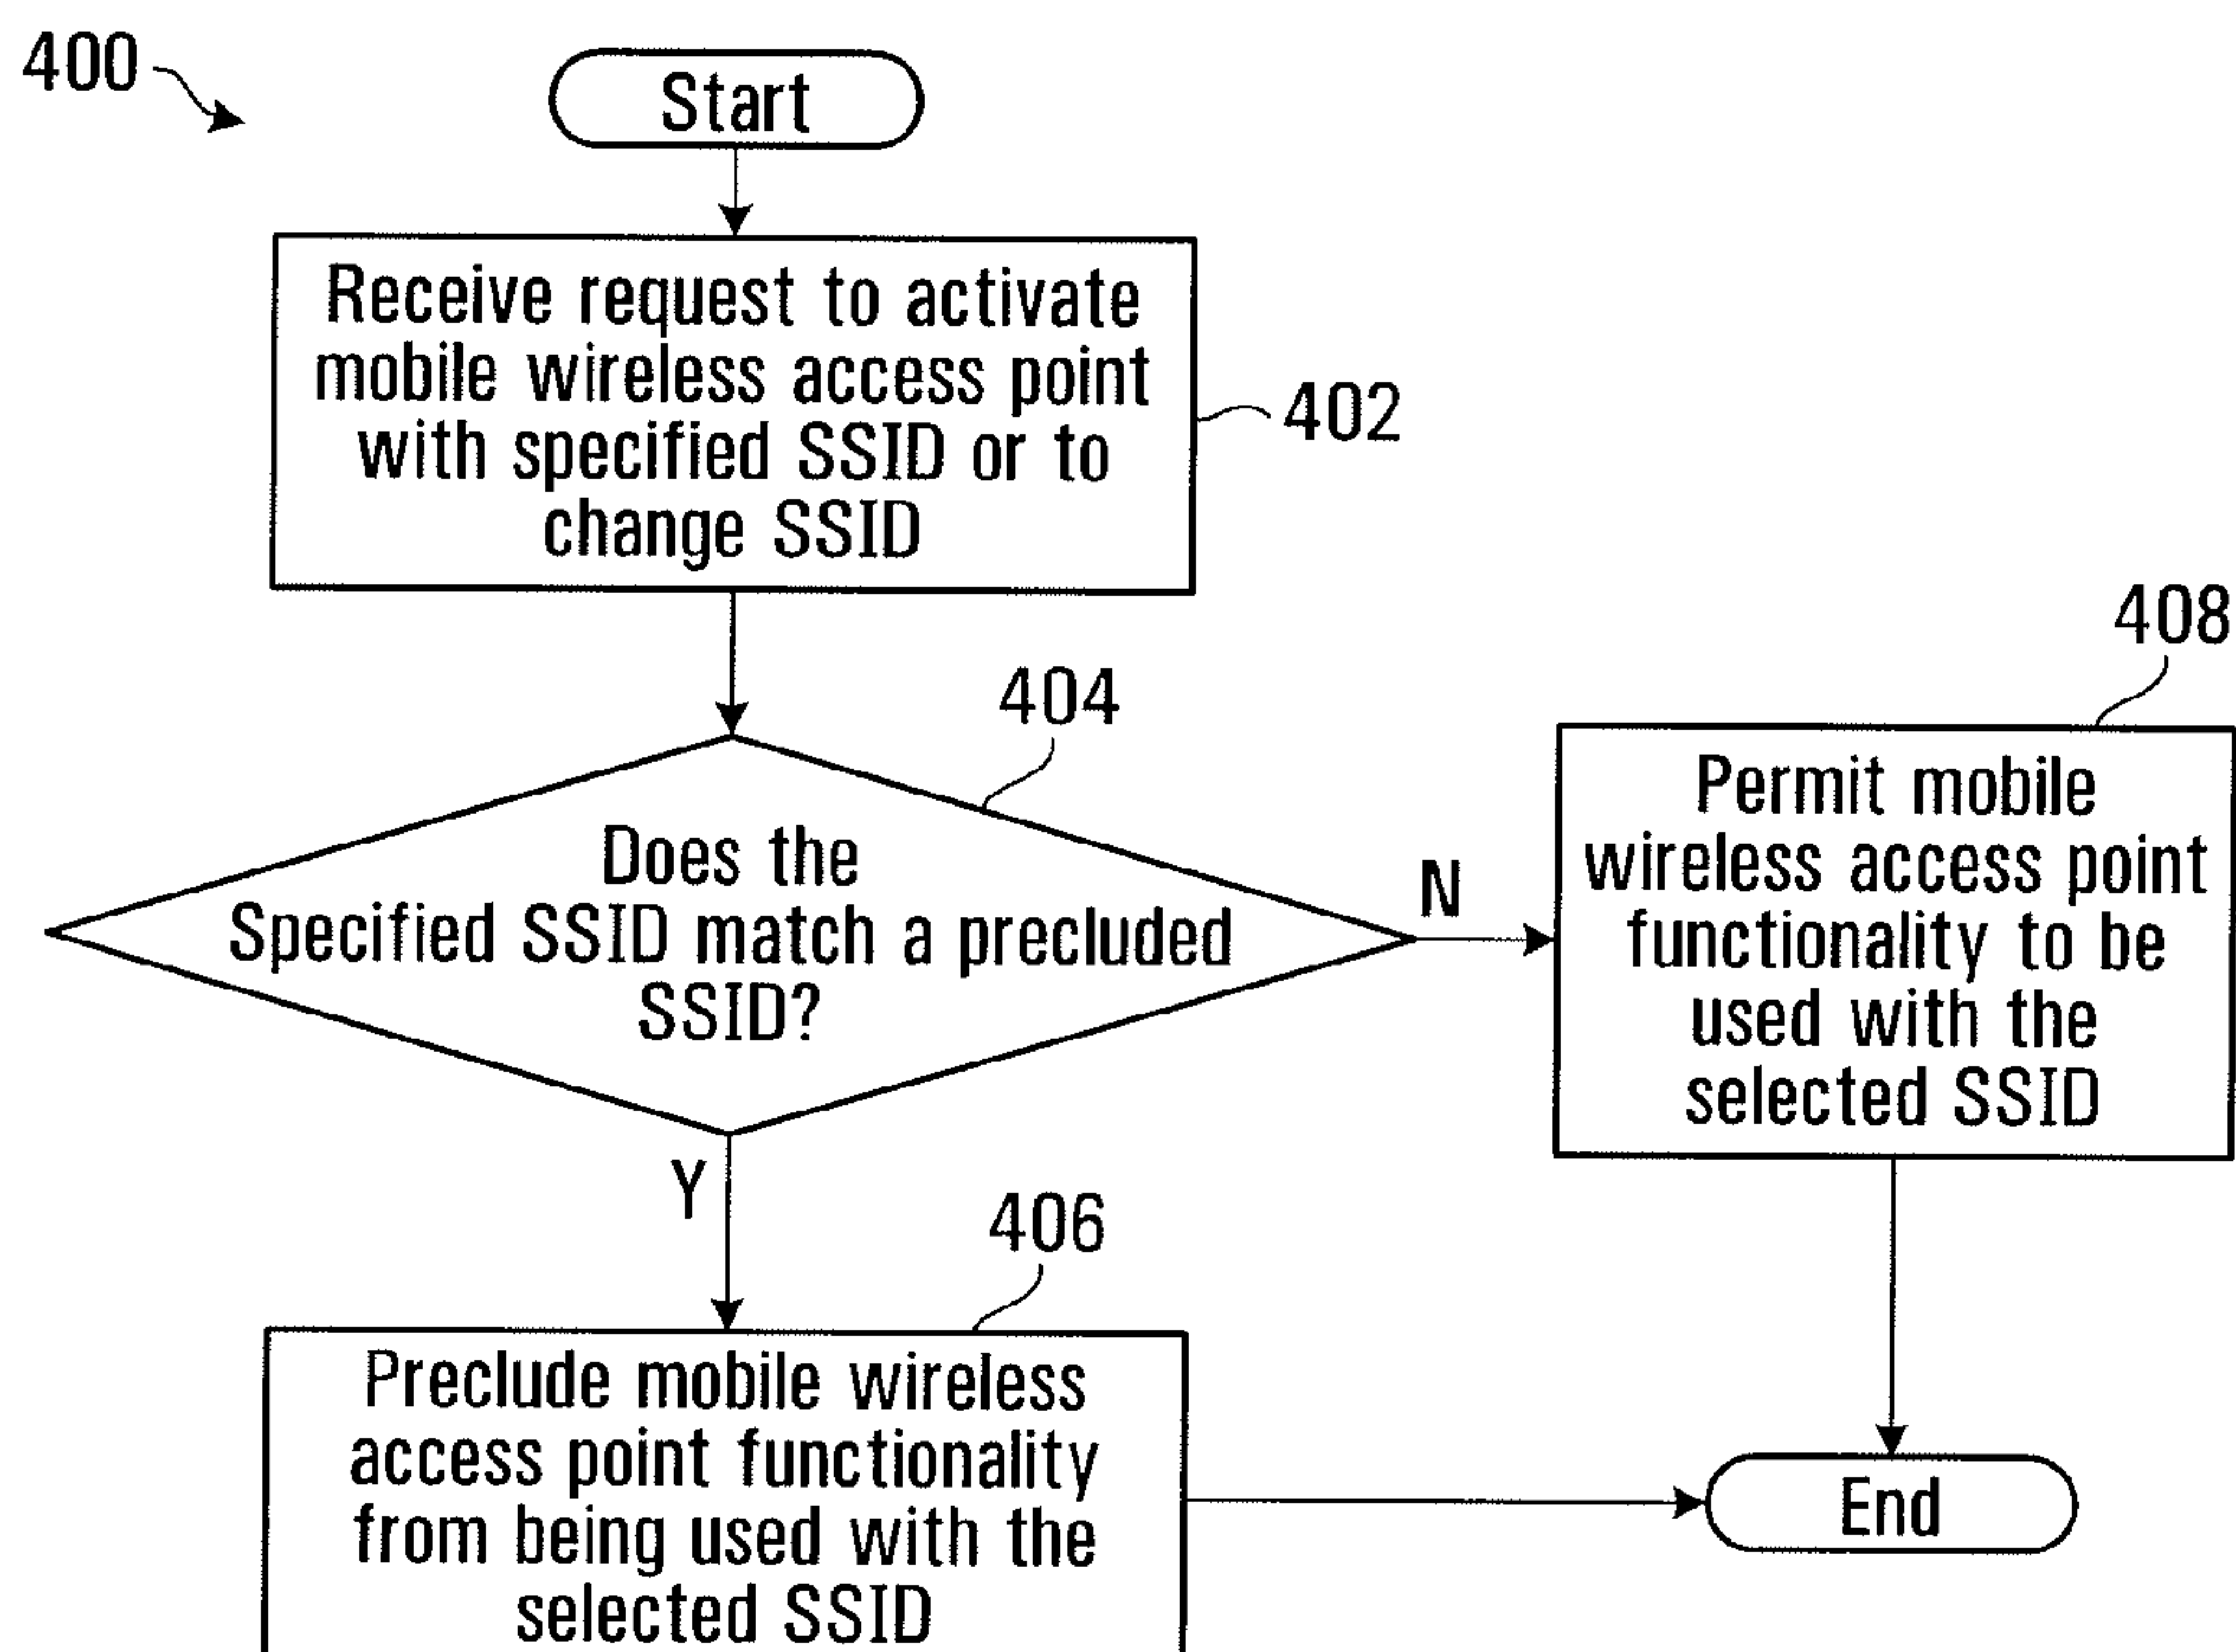 400
Start
Receive request to activate
mobile wireless access point
with specified SSID or to
change SSID
402
404
Does the
Specified SSID match a precluded
SSID?
N
Y
408
Permit mobile
wireless access point
functionality to be
used with the
selected SSID
406
Preclude mobile wireless
access point functionality
from being used with the
selected SSID
End